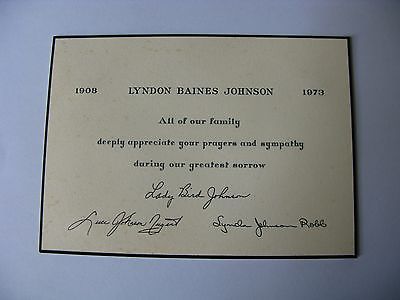 1908 LYNDON BAINES JOHNSON 1973
All of our family
deeply appreciate your prayers and sympathy
during our greatest sorrow
Lady Bird Johnson
Luci Johnson Nugent Lynda Johnson Robb